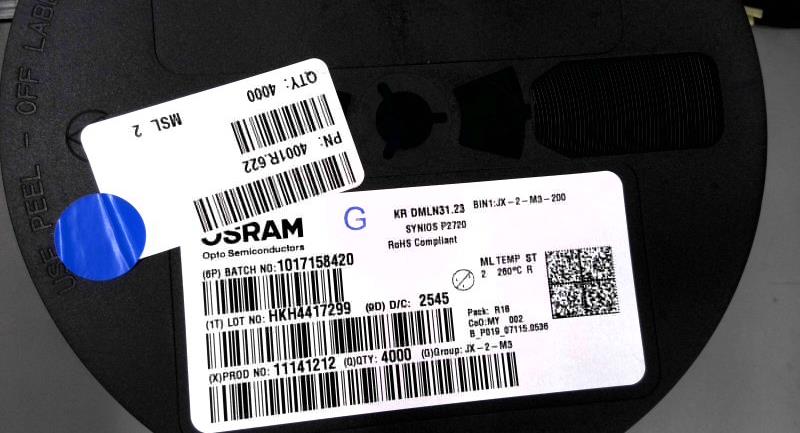 USE PEEL - OFF LABE
QTY: 4000
MSL 2
PN: 4001R.622
OSRAM
Opto Semiconductors
G
KR DMLN31.23 BIN1:JX-2-M3-200
SYNIOS P2720
RoHS Compliant
(6P) BATCH NO: 1017158420
ML TEMP ST
2 260°C R
(1T) LOT NO: HKH4417299 (9D) D/C: 2545
Pack: R18
CoO:MY 002
B_P019_07115.0536
(X)PROD NO: 11141212 (Q)QTY: 4000 (G)Group: JX-2-M3